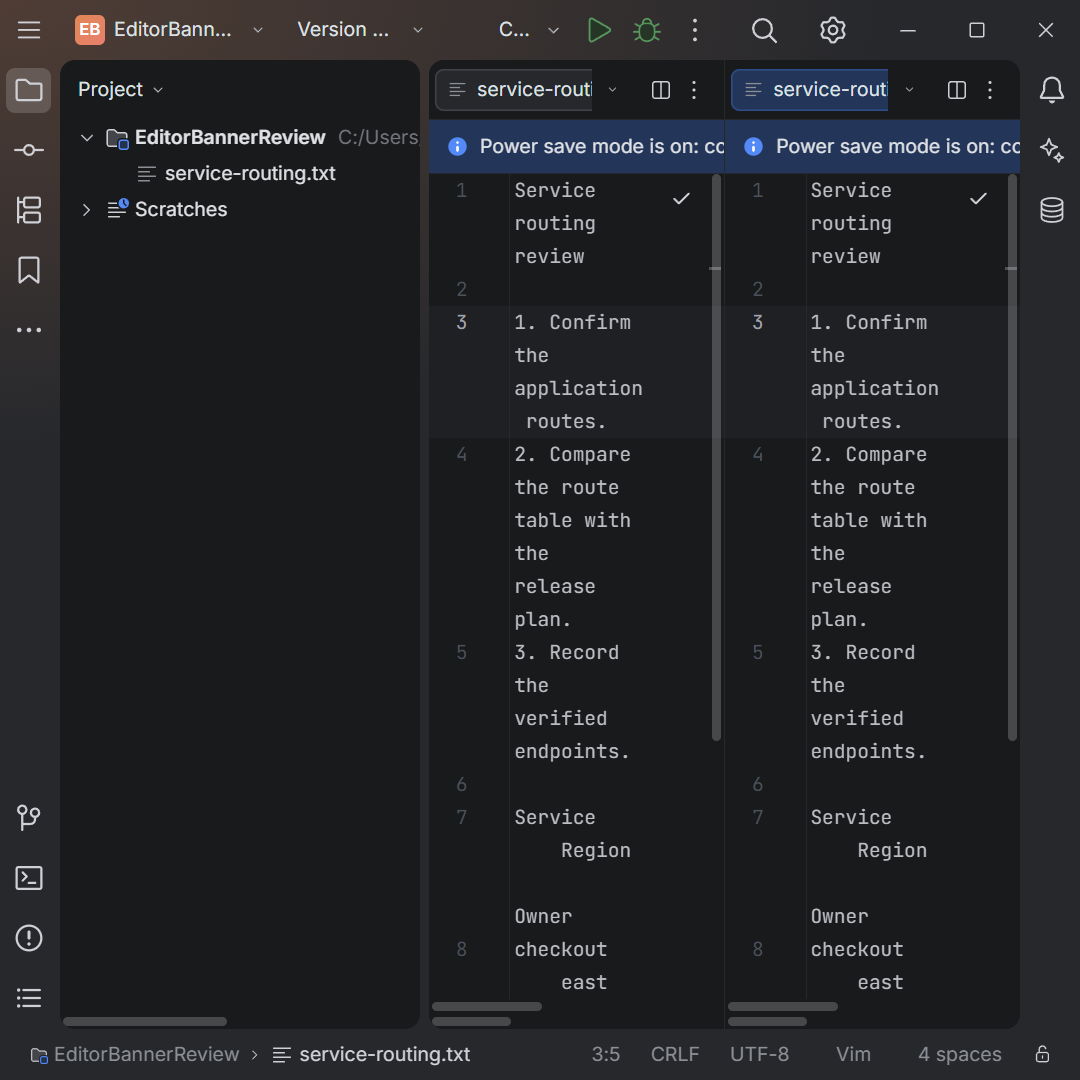 EB EditorBann... Version ... C...
Project
EditorBannerReview C:/Users
service-routing.txt
Scratches
service-routi
Power save mode is on: co
1 Service
routing
review
2
3 1. Confirm
the
application
routes.
4 2. Compare
the route
table with
the
release
plan.
5 3. Record
the
verified
endpoints.
6
7 Service
Region
Owner
8 checkout
east
service-routi
Power save mode is on: co
1 Service
routing
review
2
3 1. Confirm
the
application
routes.
4 2. Compare
the route
table with
the
release
plan.
5 3. Record
the
verified
endpoints.
6
7 Service
Region
Owner
8 checkout
east
EditorBannerReview service-routing.txt 3:5 CRLF UTF-8 Vim 4 spaces